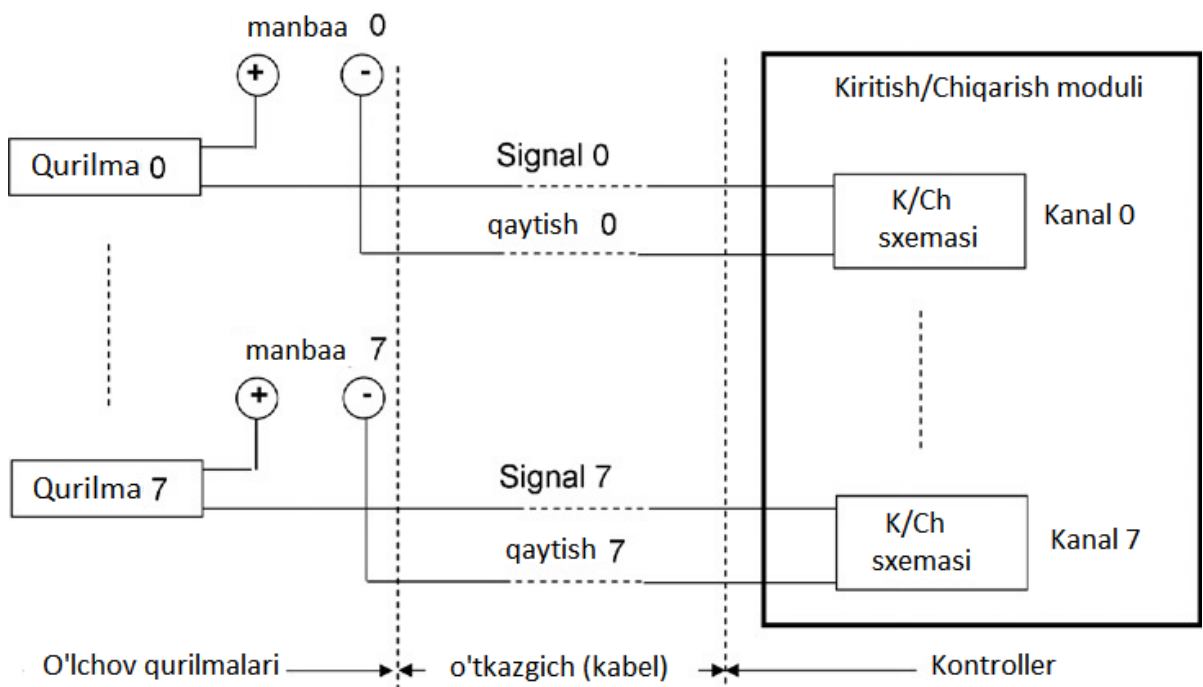 manbaa 0
+ -
Kiritish/Chiqarish moduli
Qurilma 0
Signal 0
K/Ch
sxemasi
Kanal 0
qaytish 0
manbaa 7
+ -
Qurilma 7
Signal 7
K/Ch
sxemasi
Kanal 7
qaytish 7
O'lchov qurilmalari
o'tkazgich (kabel)
Kontroller